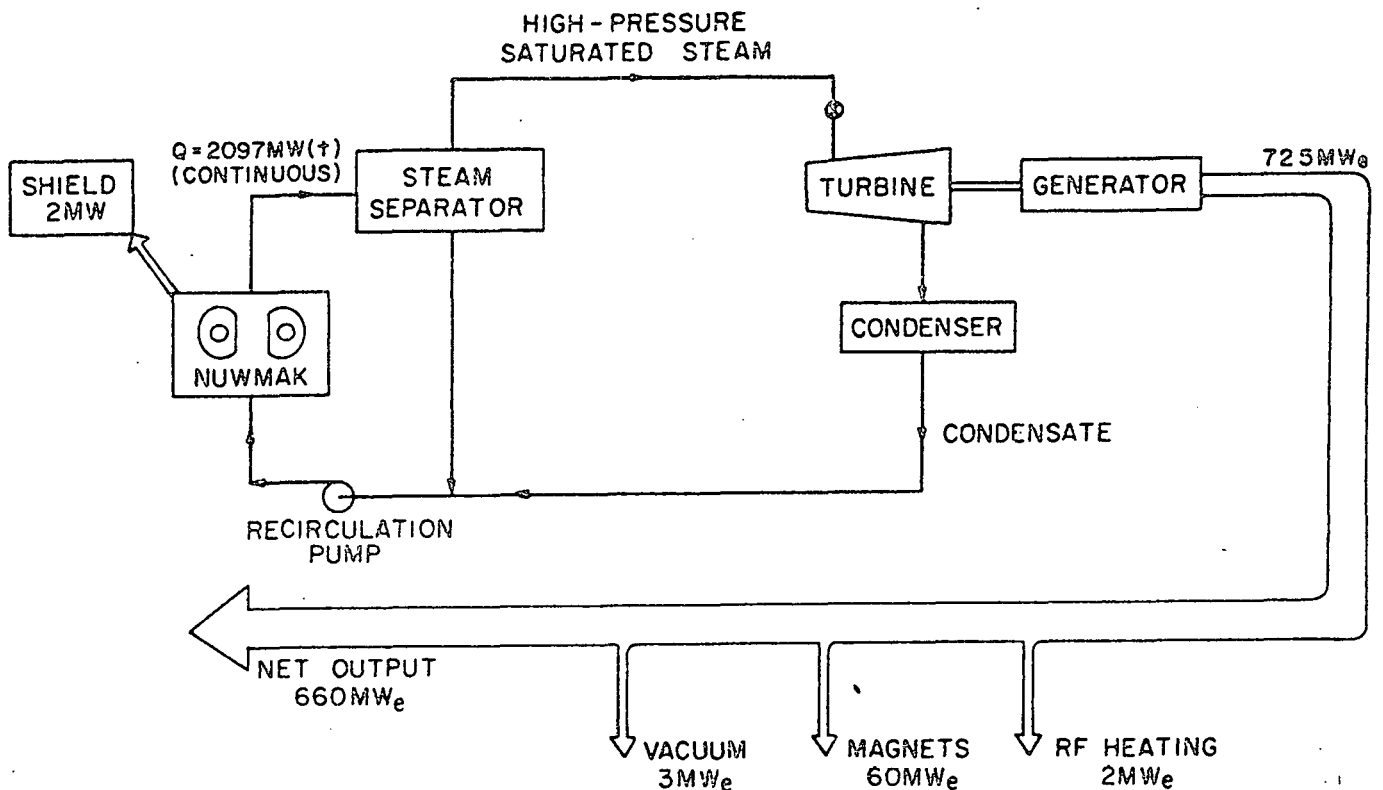 HIGH-PRESSURE
SATURATED STEAM
Q=2097MW(t)
(CONTINUOUS)
SHIELD
2MW
STEAM
SEPARATOR
TURBINE
GENERATOR
725MWe
NUWMAK
CONDENSER
CONDENSATE
RECIRCULATION
PUMP
NET OUTPUT
660MWe
VACUUM
3MWe
MAGNETS
60MWe
RF HEATING
2MWe